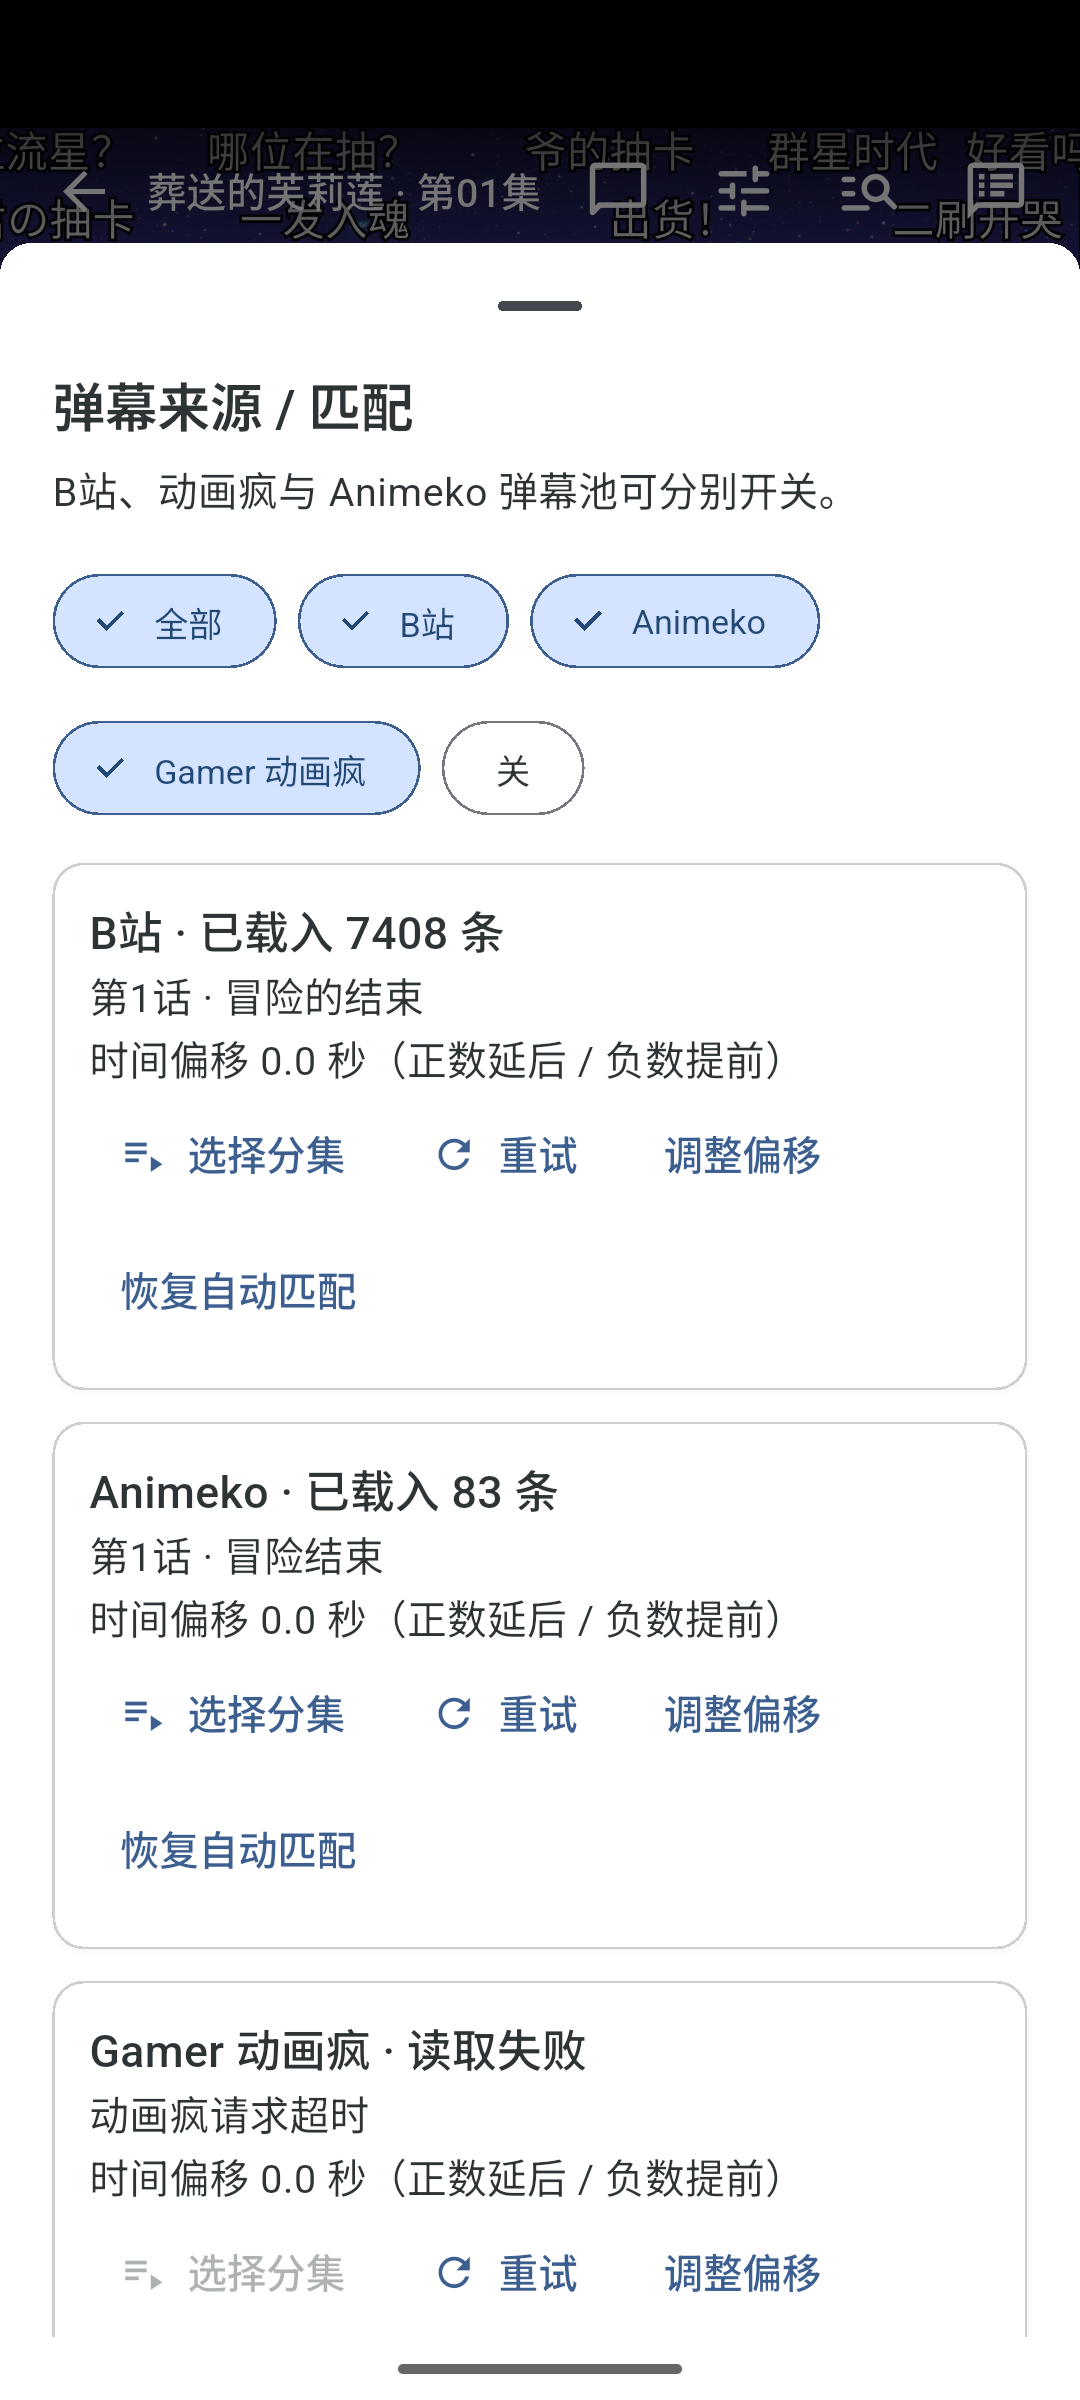 流星？ 哪位在抽？ 爷的抽卡 群星时代 好看吗
葬送的芙莉莲 · 第01集
の抽卡 一发入魂 出货！ 二刷开哭
弹幕来源 / 匹配
B站、动画疯与 Animeko 弹幕池可分别开关。
全部 B站 Animeko
Gamer 动画疯 关
B站 · 已载入 7408 条
第1话 · 冒险的结束
时间偏移 0.0 秒（正数延后 / 负数提前）
选择分集 重试 调整偏移
恢复自动匹配
Animeko · 已载入 83 条
第1话 · 冒险结束
时间偏移 0.0 秒（正数延后 / 负数提前）
选择分集 重试 调整偏移
恢复自动匹配
Gamer 动画疯 · 读取失败
动画疯请求超时
时间偏移 0.0 秒（正数延后 / 负数提前）
选择分集 重试 调整偏移